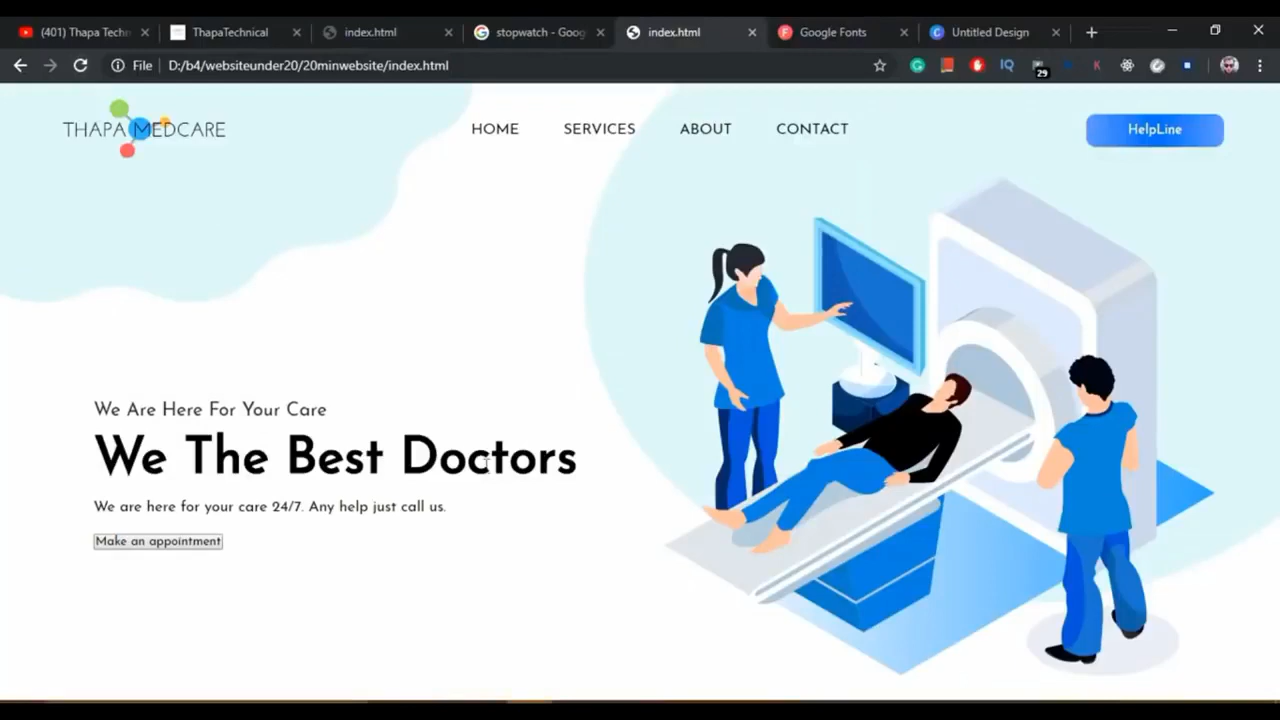 (401) Thapa Techn
ThapaTechnical
index.html
stopwatch - Goog
index.html
Google Fonts
Untitled Design
File
D:/b4/websiteunder20/20minwebsite/index.html
IQ
29
K
THAPA MEDCARE
HOME
SERVICES
ABOUT
CONTACT
HelpLine
We Are Here For Your Care
We The Best Doctors
We are here for your care 24/7. Any help just call us.
Make an appointment